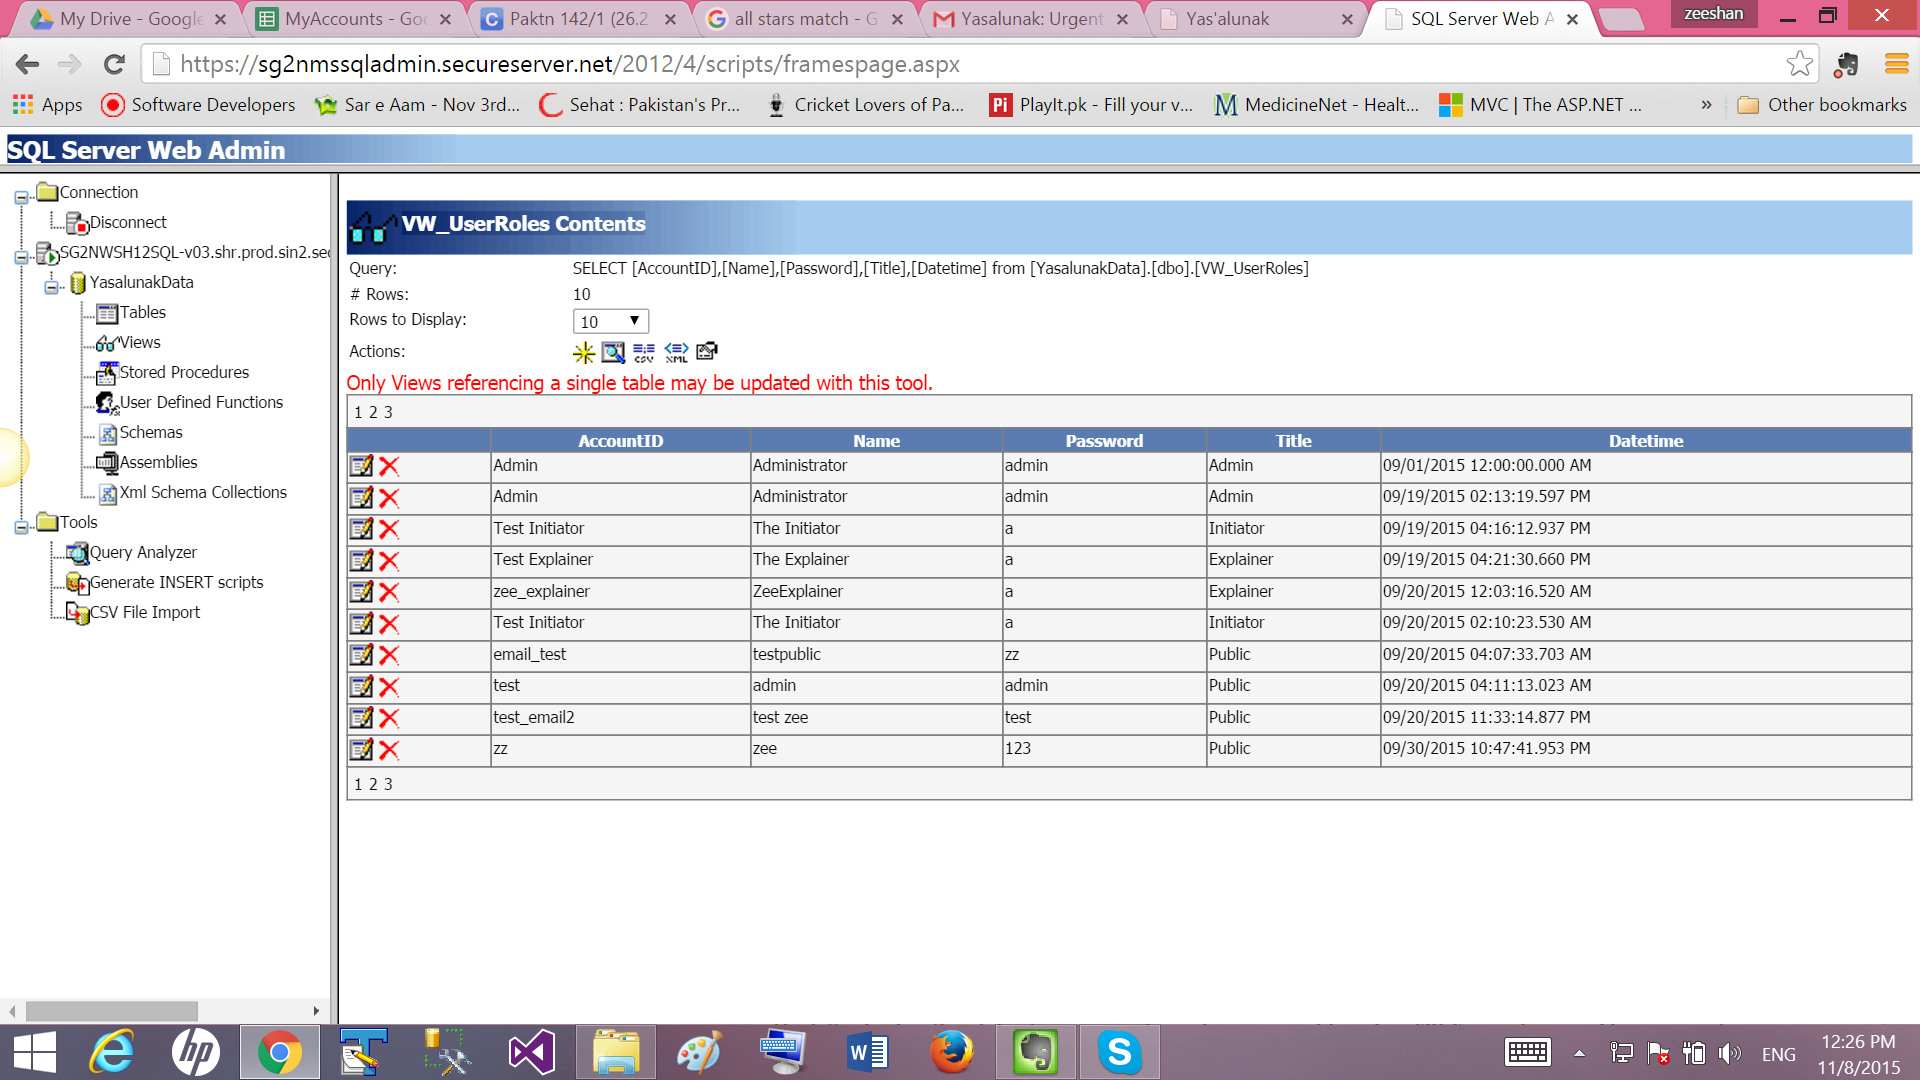 My Drive - Google
MyAccounts - Goo
Paktn 142/1 (26.2
all stars match - G
Yasalunak: Urgent
Yas'alunak
SQL Server Web A
zeeshan
https://sg2nmssqladmin.secureserver.net/2012/4/scripts/framespage.aspx
Apps
Software Developers
Sar e Aam - Nov 3rd...
Sehat : Pakistan's Pr...
Cricket Lovers of Pa...
PlayIt.pk - Fill your v...
MedicineNet - Healt...
MVC | The ASP.NET ...
»
Other bookmarks
SQL Server Web Admin
Connection
Disconnect
SG2NWSH12SQL-v03.shr.prod.sin2.sec
YasalunakData
Tables
Views
Stored Procedures
User Defined Functions
Schemas
Assemblies
Xml Schema Collections
Tools
Query Analyzer
Generate INSERT scripts
CSV File Import
VW_UserRoles Contents
Query: SELECT [AccountID],[Name],[Password],[Title],[Datetime] from [YasalunakData].[dbo].[VW_UserRoles]
# Rows: 10
Rows to Display: 10
Actions: CSV XML
Only Views referencing a single table may be updated with this tool.
1 2 3
AccountID Name Password Title Datetime
Admin Administrator admin Admin 09/01/2015 12:00:00.000 AM
Admin Administrator admin Admin 09/19/2015 02:13:19.597 PM
Test Initiator The Initiator a Initiator 09/19/2015 04:16:12.937 PM
Test Explainer The Explainer a Explainer 09/19/2015 04:21:30.660 PM
zee_explainer ZeeExplainer a Explainer 09/20/2015 12:03:16.520 AM
Test Initiator The Initiator a Initiator 09/20/2015 02:10:23.530 AM
email_test testpublic zz Public 09/20/2015 04:07:33.703 AM
test admin admin Public 09/20/2015 04:11:13.023 AM
test_email2 test zee test Public 09/20/2015 11:33:14.877 PM
zz zee 123 Public 09/30/2015 10:47:41.953 PM
1 2 3
ENG
12:26 PM
11/8/2015